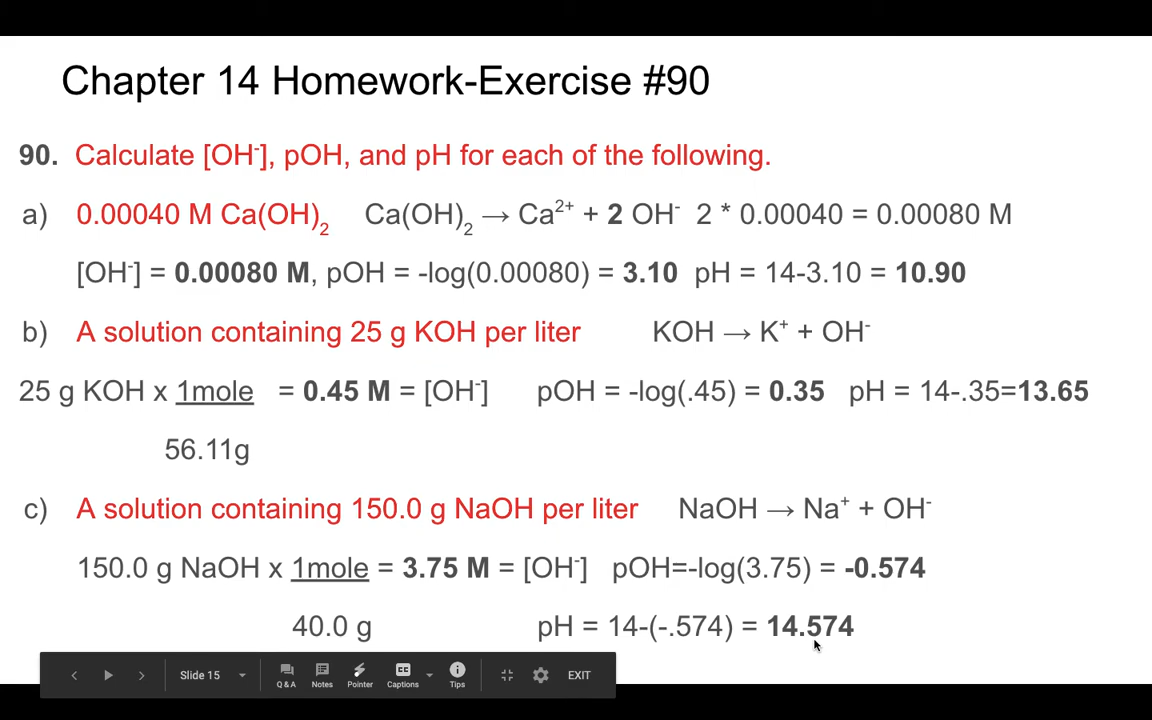 Chapter 14 Homework-Exercise #90
90. Calculate [OH⁻], pOH, and pH for each of the following.
a) 0.00040 M Ca(OH)₂ Ca(OH)₂ → Ca²⁺ + 2 OH⁻ 2 * 0.00040 = 0.00080 M
[OH⁻] = 0.00080 M, pOH = -log(0.00080) = 3.10 pH = 14-3.10 = 10.90
b) A solution containing 25 g KOH per liter KOH → K⁺ + OH⁻
25 g KOH x 1mole = 0.45 M = [OH⁻] pOH = -log(.45) = 0.35 pH = 14-.35=13.65
56.11g
c) A solution containing 150.0 g NaOH per liter NaOH → Na⁺ + OH⁻
150.0 g NaOH x 1mole = 3.75 M = [OH⁻] pOH=-log(3.75) = -0.574
40.0 g pH = 14-(-.574) = 14.574
Slide 15 Q & A Notes Pointer CC Captions Tips EXIT